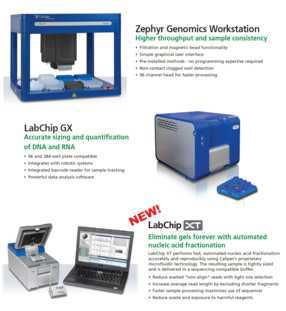 Zephyr Genomics Workstation
Higher throughput and sample consistency
• Filtration and magnetic bead functionality
• Simple graphical user interface
• Pre-installed methods - no programming expertise required
• Non-contact clogged well detection
• 96 channel head for faster processing
LabChip GX
Accurate sizing and quantification
of DNA and RNA
• 96 and 384 well plate compatible
• Integrates with robotic systems
• Integrated barcode reader for sample tracking
• Powerful data analysis software
NEW!
LabChip XT
Eliminate gels forever with automated
nucleic acid fractionation
LabChip XT performs fast, automated nucleic acid fractionation
accurately and reproducibly using Caliper's proprietary
microfluidic technology. The resulting sample is tightly sized
and is delivered in a sequencing compatible buffer.
• Reduce wasted "non-align" reads with tight size selection
• Increase average read length by excluding shorter fragments
• Faster sample processing maximizes use of sequencer
• Reduce waste and exposure to harmful reagents